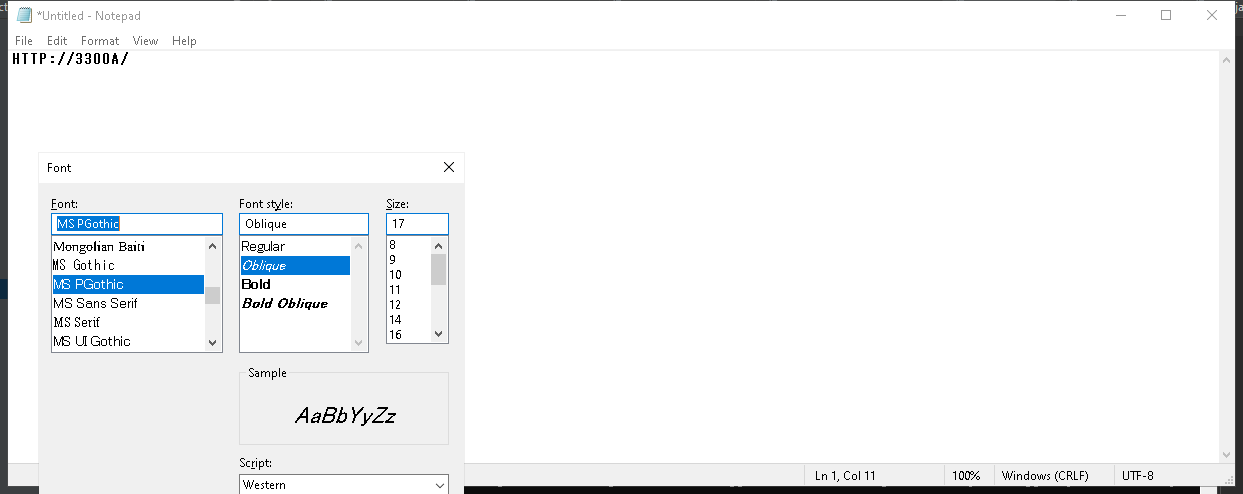 *Untitled - Notepad
File Edit Format View Help
HTTP://3300A/
Font
Font:
MS PGothic
Mongolian Baiti
MS Gothic
MS PGothic
MS Sans Serif
MS Serif
MS UI Gothic
Font style:
Oblique
Regular
Oblique
Bold
Bold Oblique
Size:
17
8
9
10
11
12
14
16
Sample
AaBbYyZz
Script:
Western
Ln 1, Col 11
100%
Windows (CRLF)
UTF-8